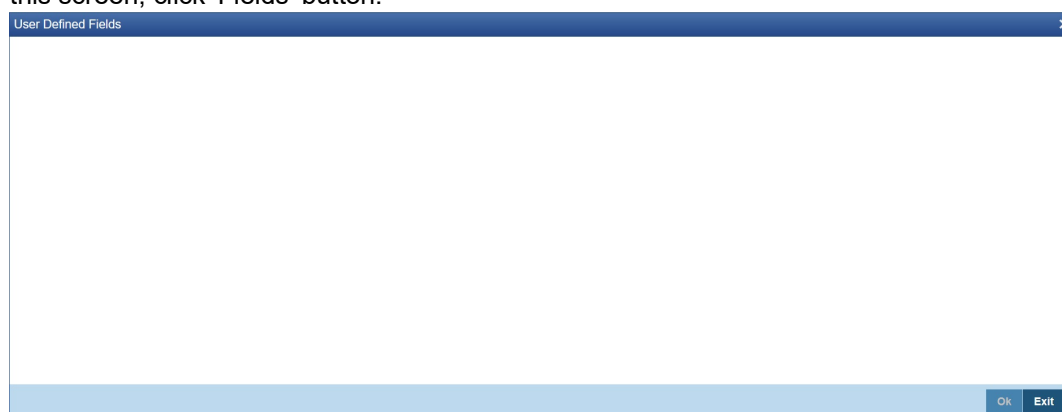 this screen, click 'Fields' button.
User Defined Fields
Ok Exit